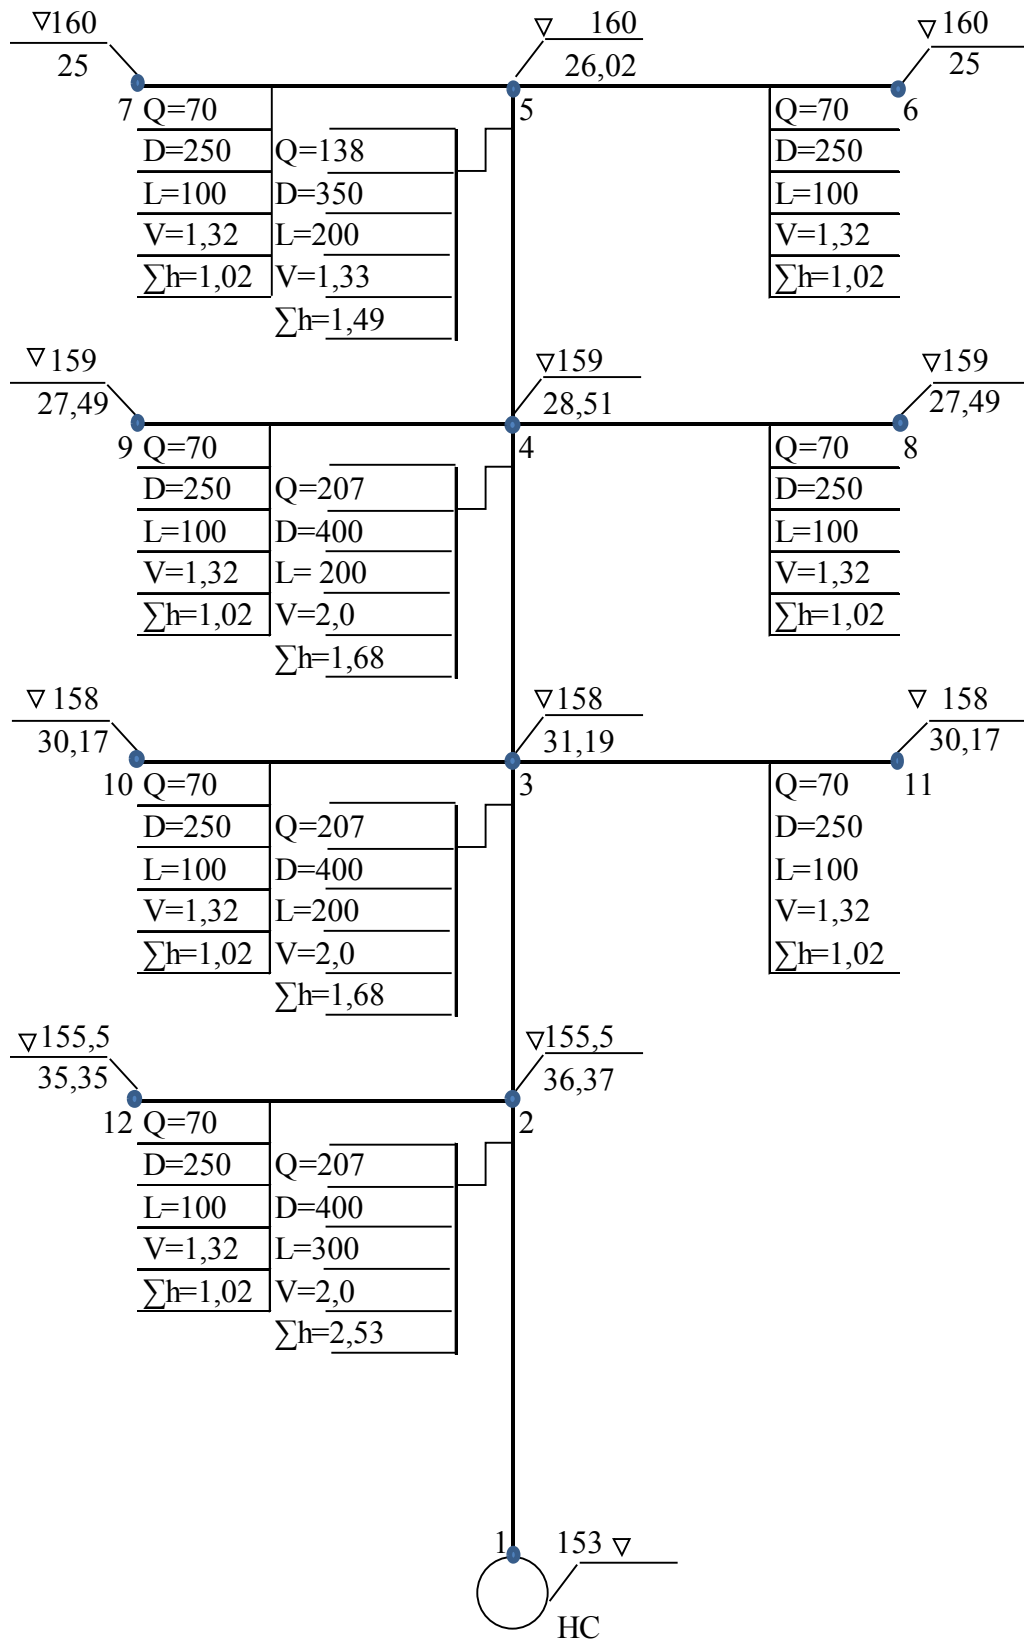 ▽160
25
▽ 160
26,02
▽ 160
25
7
5
6
Q=70
D=250
L=100
V=1,32
∑h=1,02
Q=138
D=350
L=200
V=1,33
∑h=1,49
Q=70
D=250
L=100
V=1,32
∑h=1,02
▽ 159
27,49
▽159
28,51
▽159
27,49
9
4
8
Q=70
D=250
L=100
V=1,32
∑h=1,02
Q=207
D=400
L= 200
V=2,0
∑h=1,68
Q=70
D=250
L=100
V=1,32
∑h=1,02
▽ 158
30,17
▽158
31,19
▽ 158
30,17
10
3
11
Q=70
D=250
L=100
V=1,32
∑h=1,02
Q=207
D=400
L=200
V=2,0
∑h=1,68
Q=70
D=250
L=100
V=1,32
∑h=1,02
▽155,5
35,35
▽155,5
36,37
12
2
Q=70
D=250
L=100
V=1,32
∑h=1,02
Q=207
D=400
L=300
V=2,0
∑h=2,53
1
153 ▽
НС